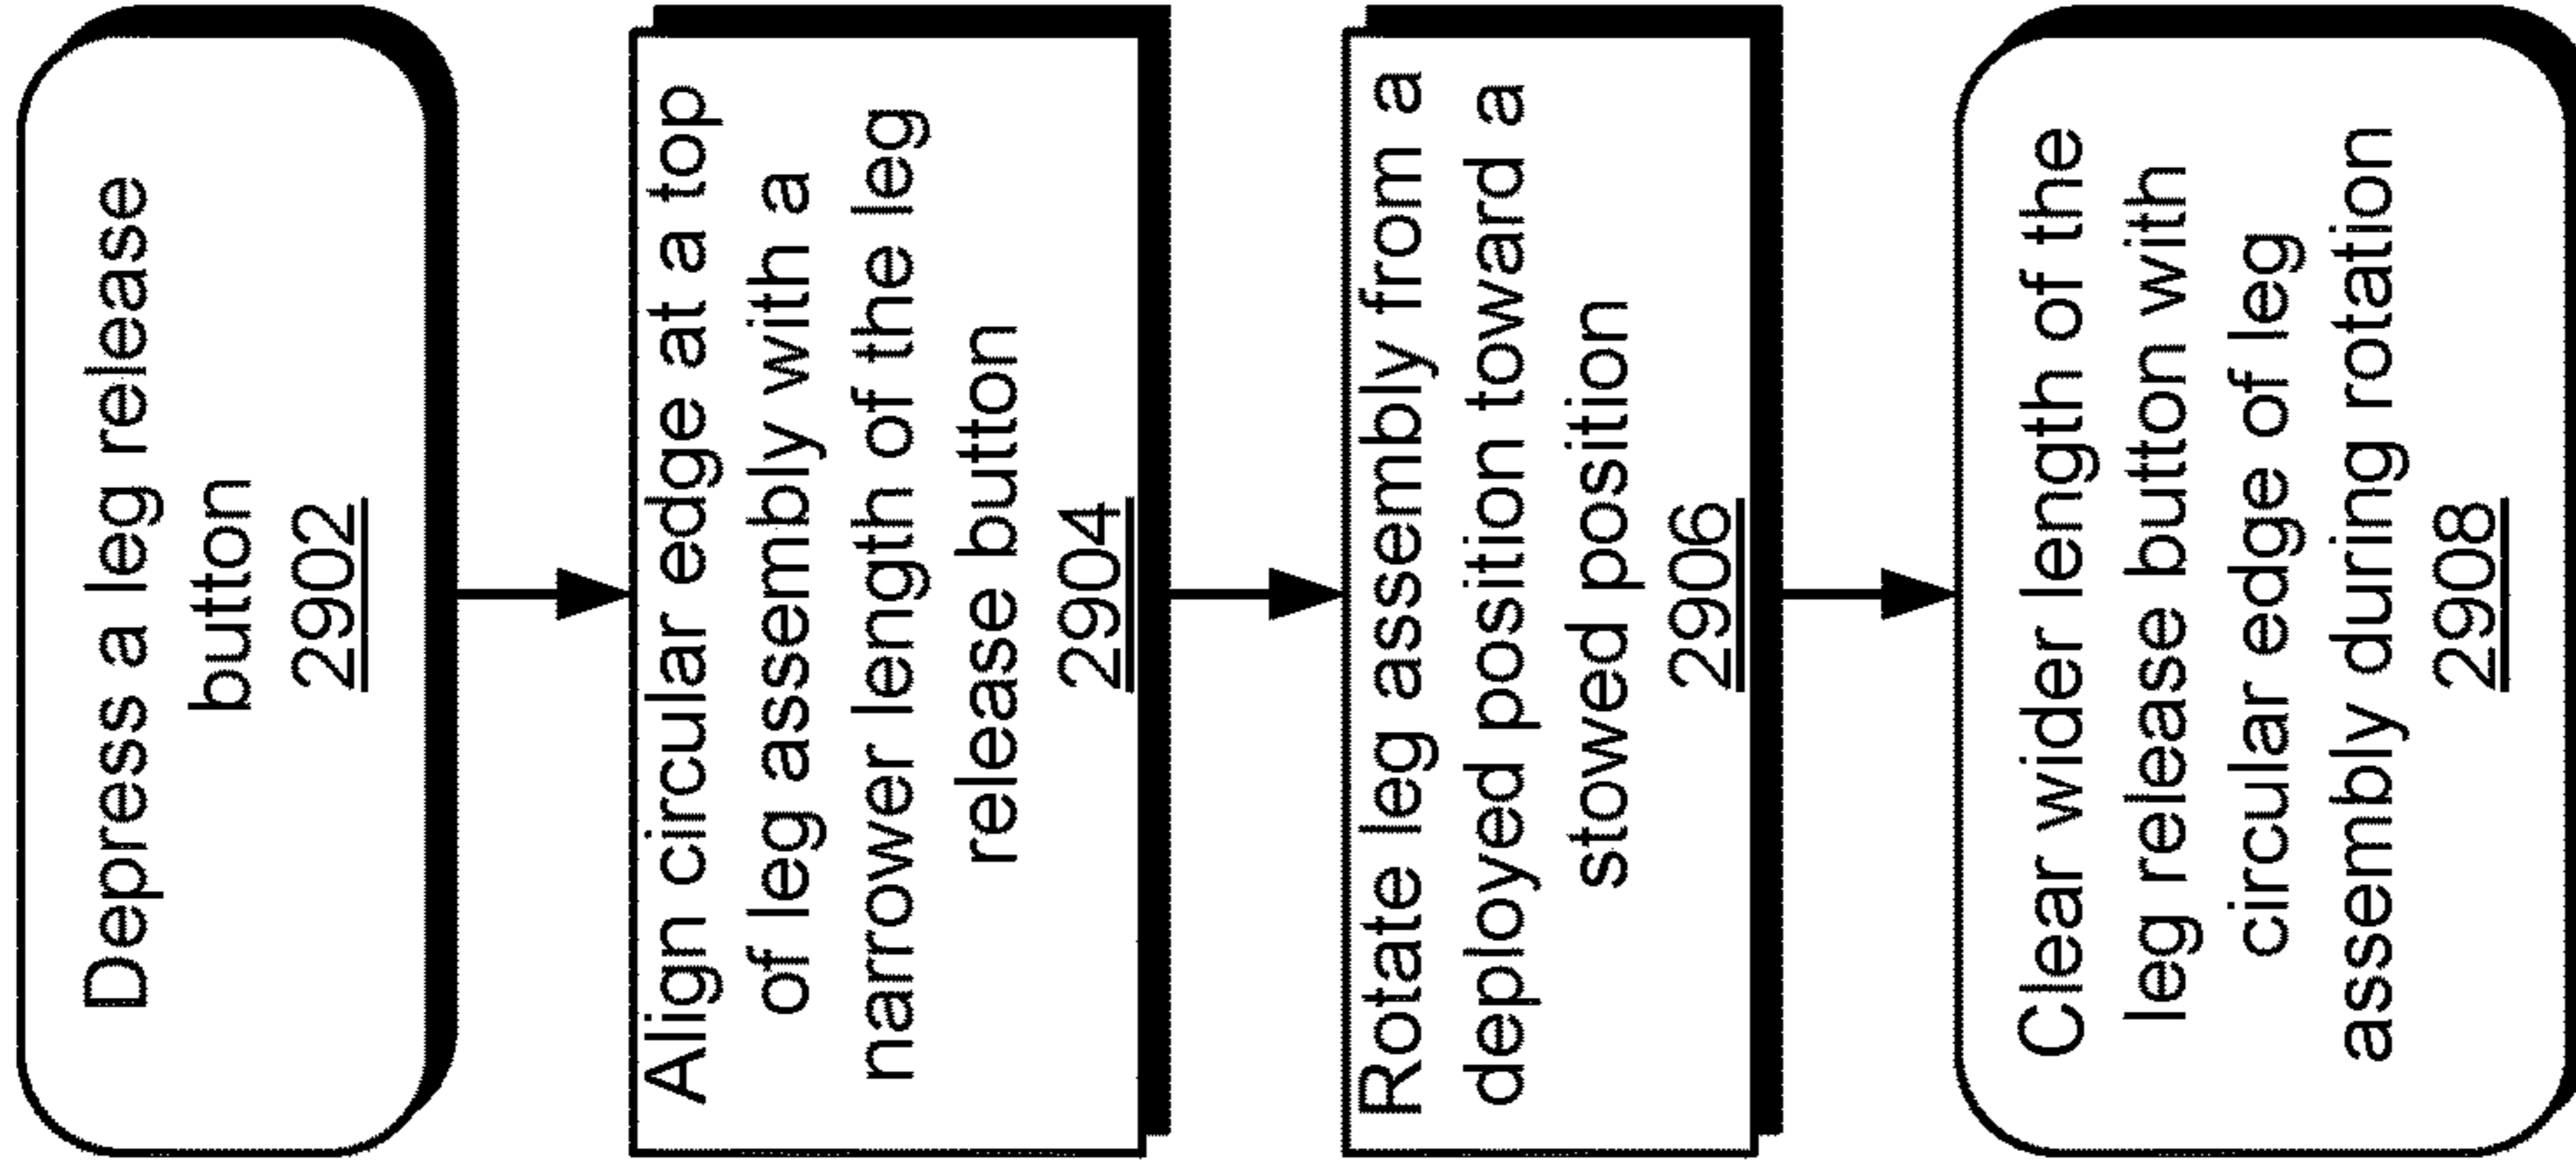 Depress a leg release
button
2902
Align circular edge at a top
of leg assembly with a
narrower length of the leg
release button
2904
Rotate leg assembly from a
deployed position toward a
stowed position
2906
Clear wider length of the
leg release button with
circular edge of leg
assembly during rotation
2908